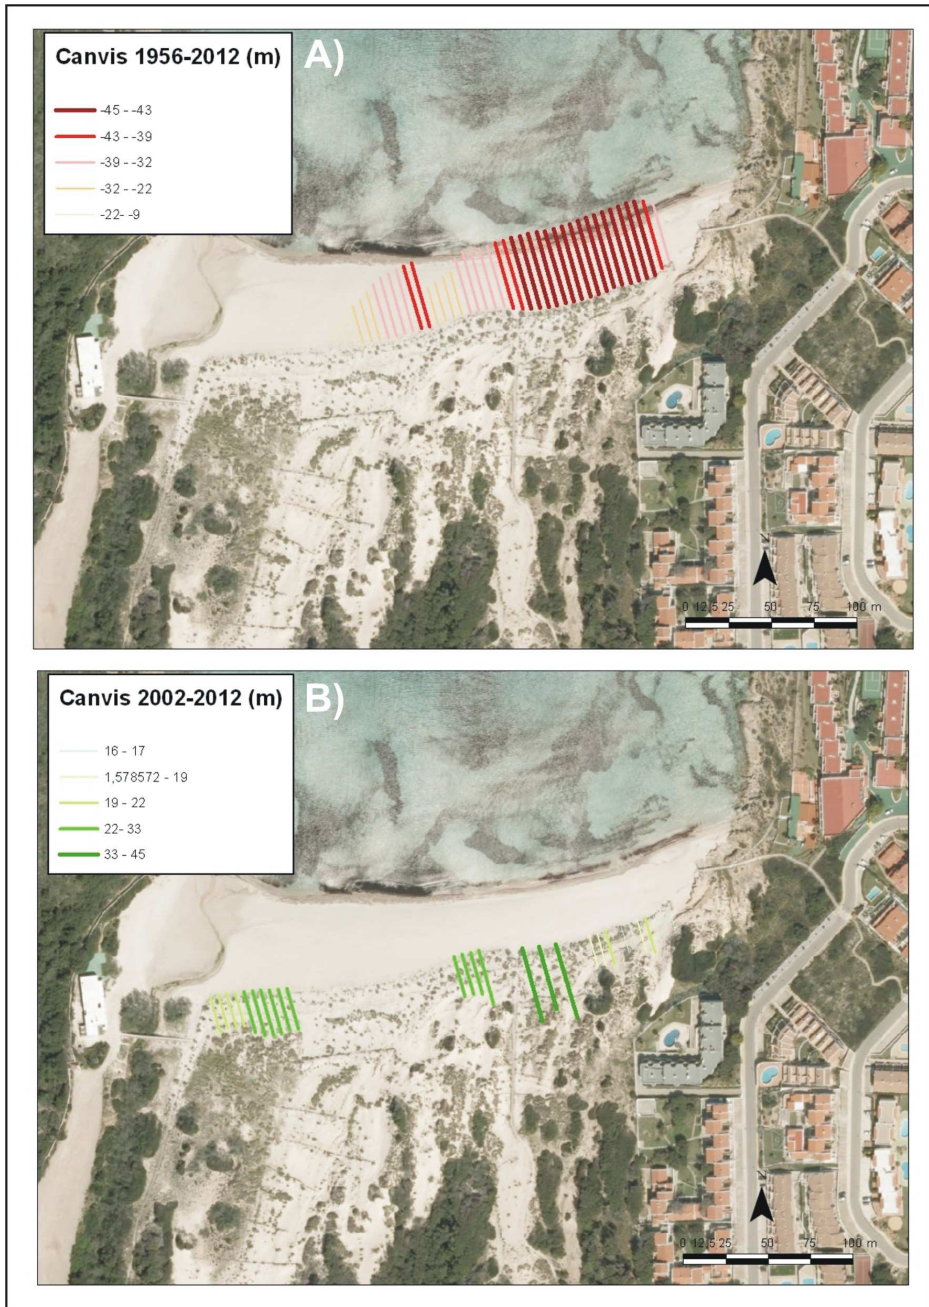 Canvis 1956-2012 (m)
A)
-45 - -43
-43 - -39
-39 - -32
-32 - -22
-22- -9
N
0 12,5 25 50 75 100 m
Canvis 2002-2012 (m)
B)
16 - 17
1,578572 - 19
19 - 22
22- 33
33 - 45
N
0 12,5 25 50 75 100 m